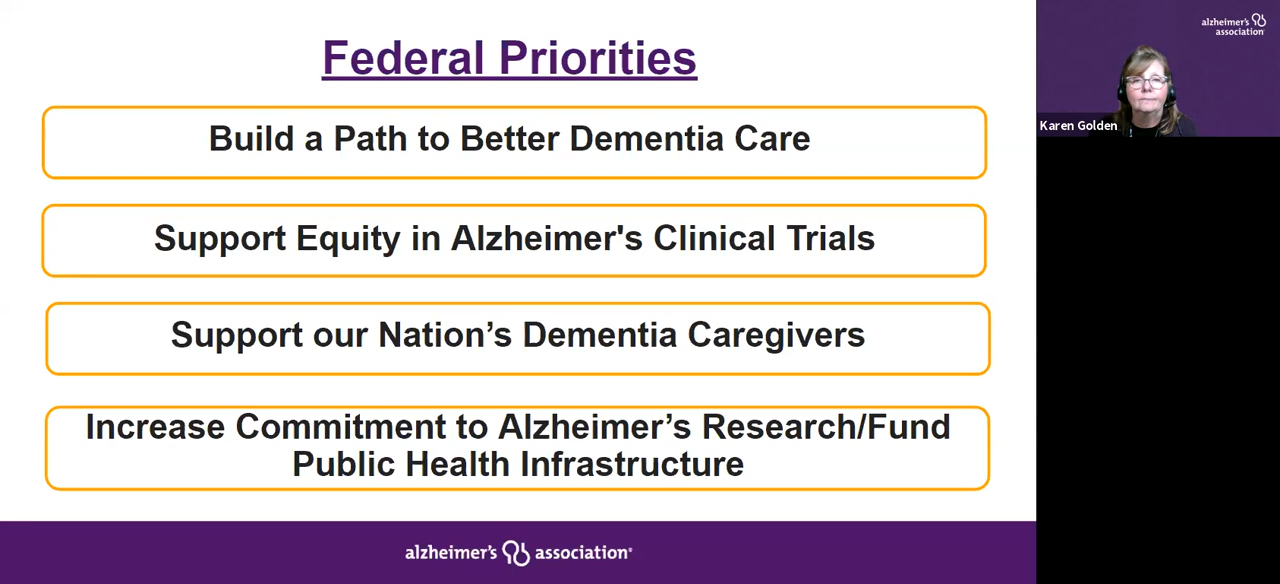 Federal Priorities
Build a Path to Better Dementia Care
Support Equity in Alzheimer's Clinical Trials
Support our Nation’s Dementia Caregivers
Increase Commitment to Alzheimer’s Research/Fund
Public Health Infrastructure
alzheimer's association®
alzheimer's
association®
Karen Golden